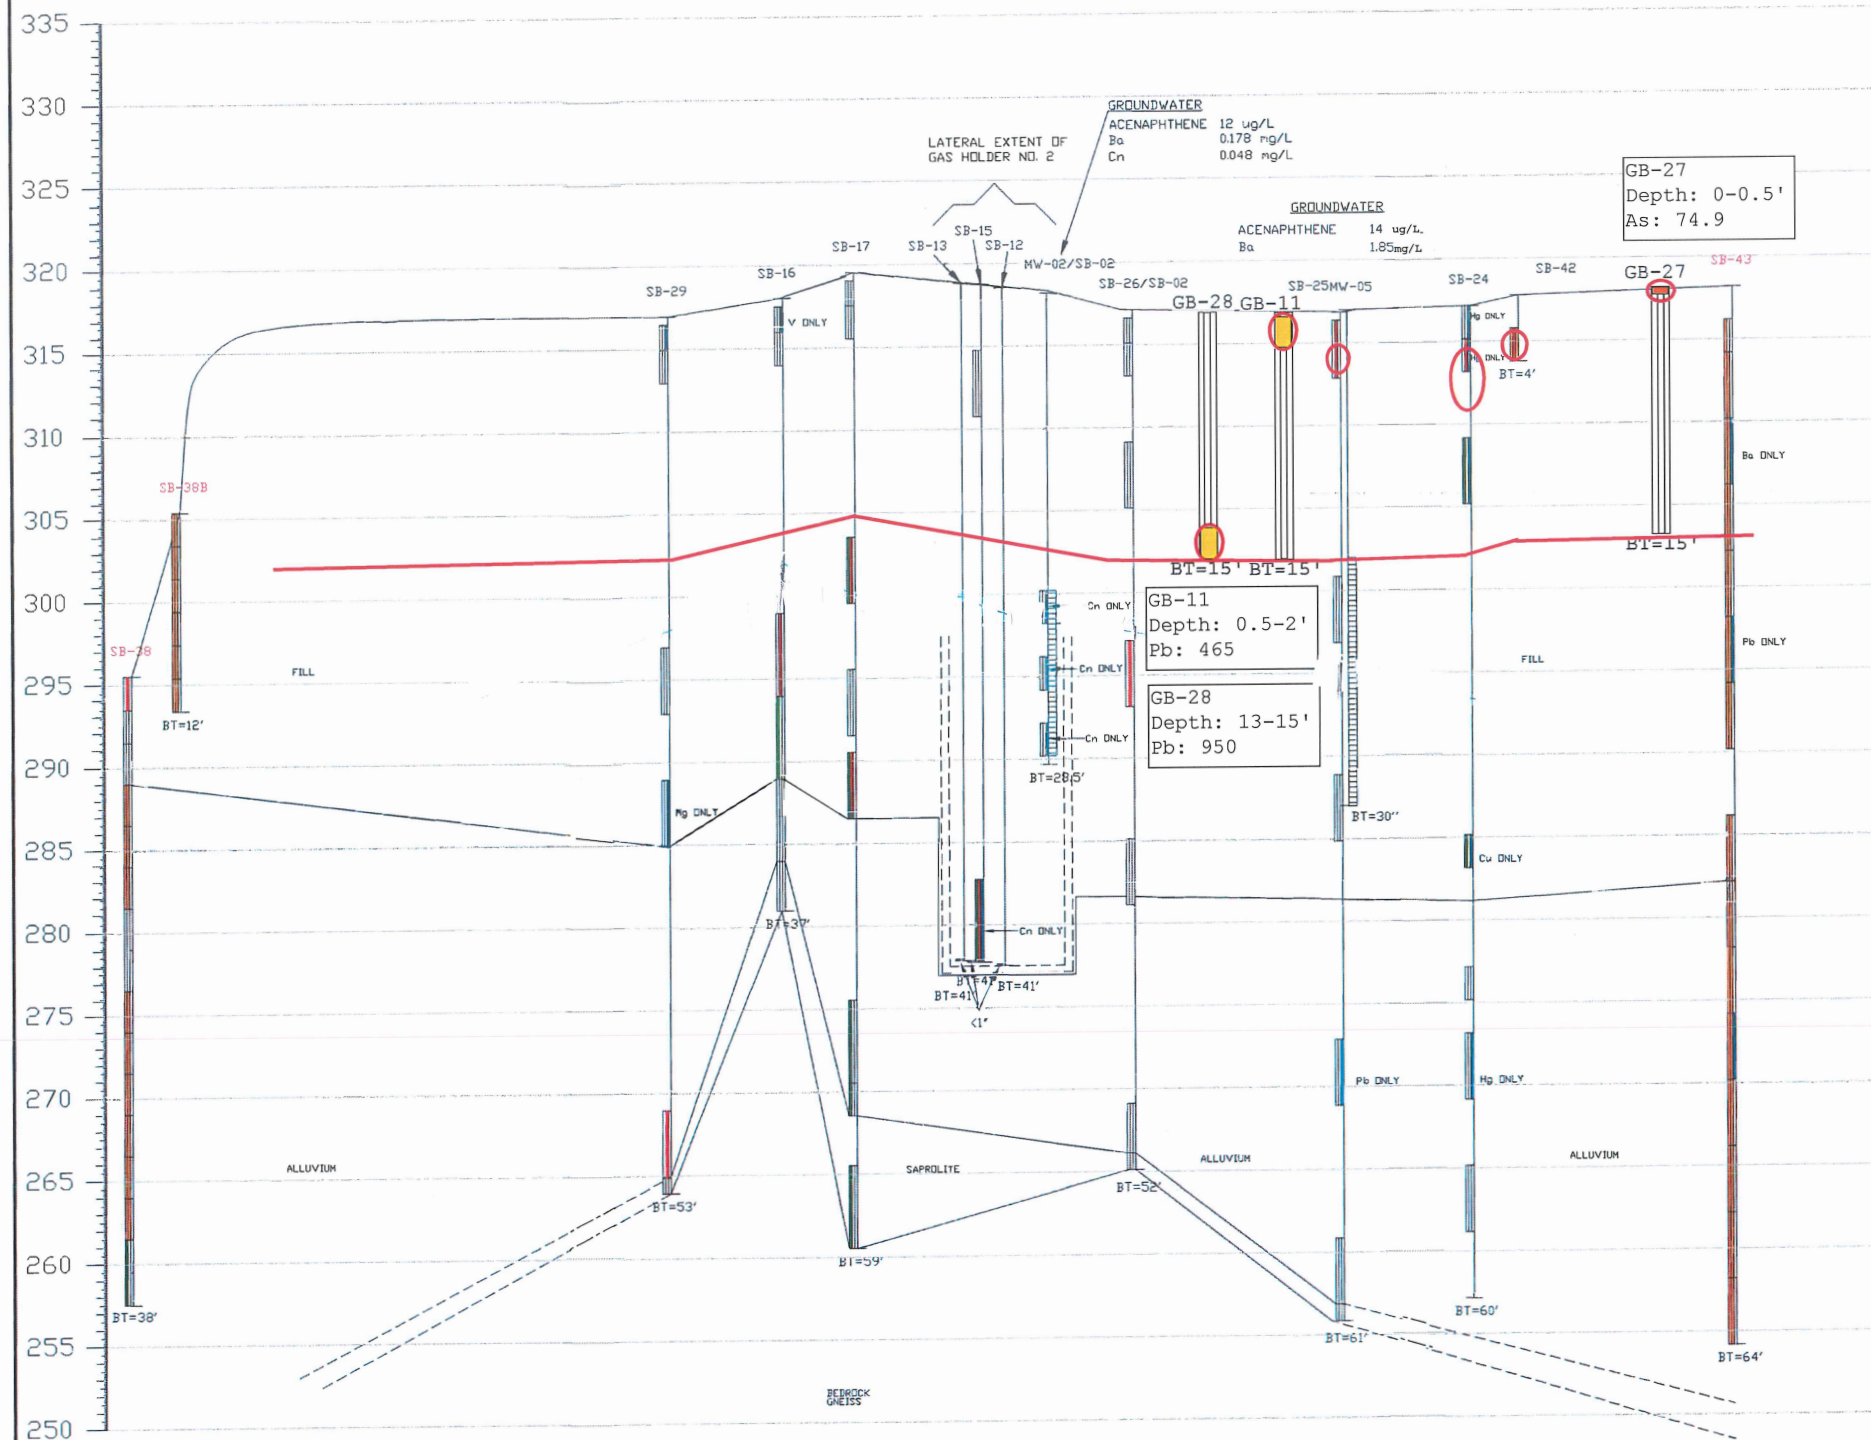 335
330
325
320
315
310
305
300
295
290
285
280
275
270
265
260
255
250
GROUNDWATER
ACENAPHTHENE 12 ug/L
Ba 0.178 mg/L
Cn 0.048 mg/L
LATERAL EXTENT OF
GAS HOLDER NO. 2
GROUNDWATER
ACENAPHTHENE 14 ug/L
Ba 1.85mg/L
GB-27
Depth: 0-0.5'
As: 74.9
SB-38
SB-38B
SB-29
SB-16
SB-17
SB-13
SB-15
SB-12
MW-02/SB-02
SB-26/SB-02
GB-28
GB-11
SB-25
MW-05
SB-24
SB-42
GB-27
SB-43
V ONLY
Hg ONLY
Hg ONLY
BT=4'
Ba ONLY
BT=15'
BT=15'
BT=15'
GB-11
Depth: 0.5-2'
Pb: 465
GB-28
Depth: 13-15'
Pb: 950
Cn ONLY
Cn ONLY
Cn ONLY
BT=28.5'
FILL
FILL
Pb ONLY
BT=12'
Mg ONLY
BT=30"
Cu ONLY
BT=37'
Cn ONLY
BT=41'
BT=41'
BT=41'
<1"
Pb ONLY
Hg ONLY
ALLUVIUM
SAPROLITE
ALLUVIUM
ALLUVIUM
BT=53'
BT=52'
BT=59'
BT=38'
BT=61'
BT=60'
BT=64'
BEDROCK
GNEISS